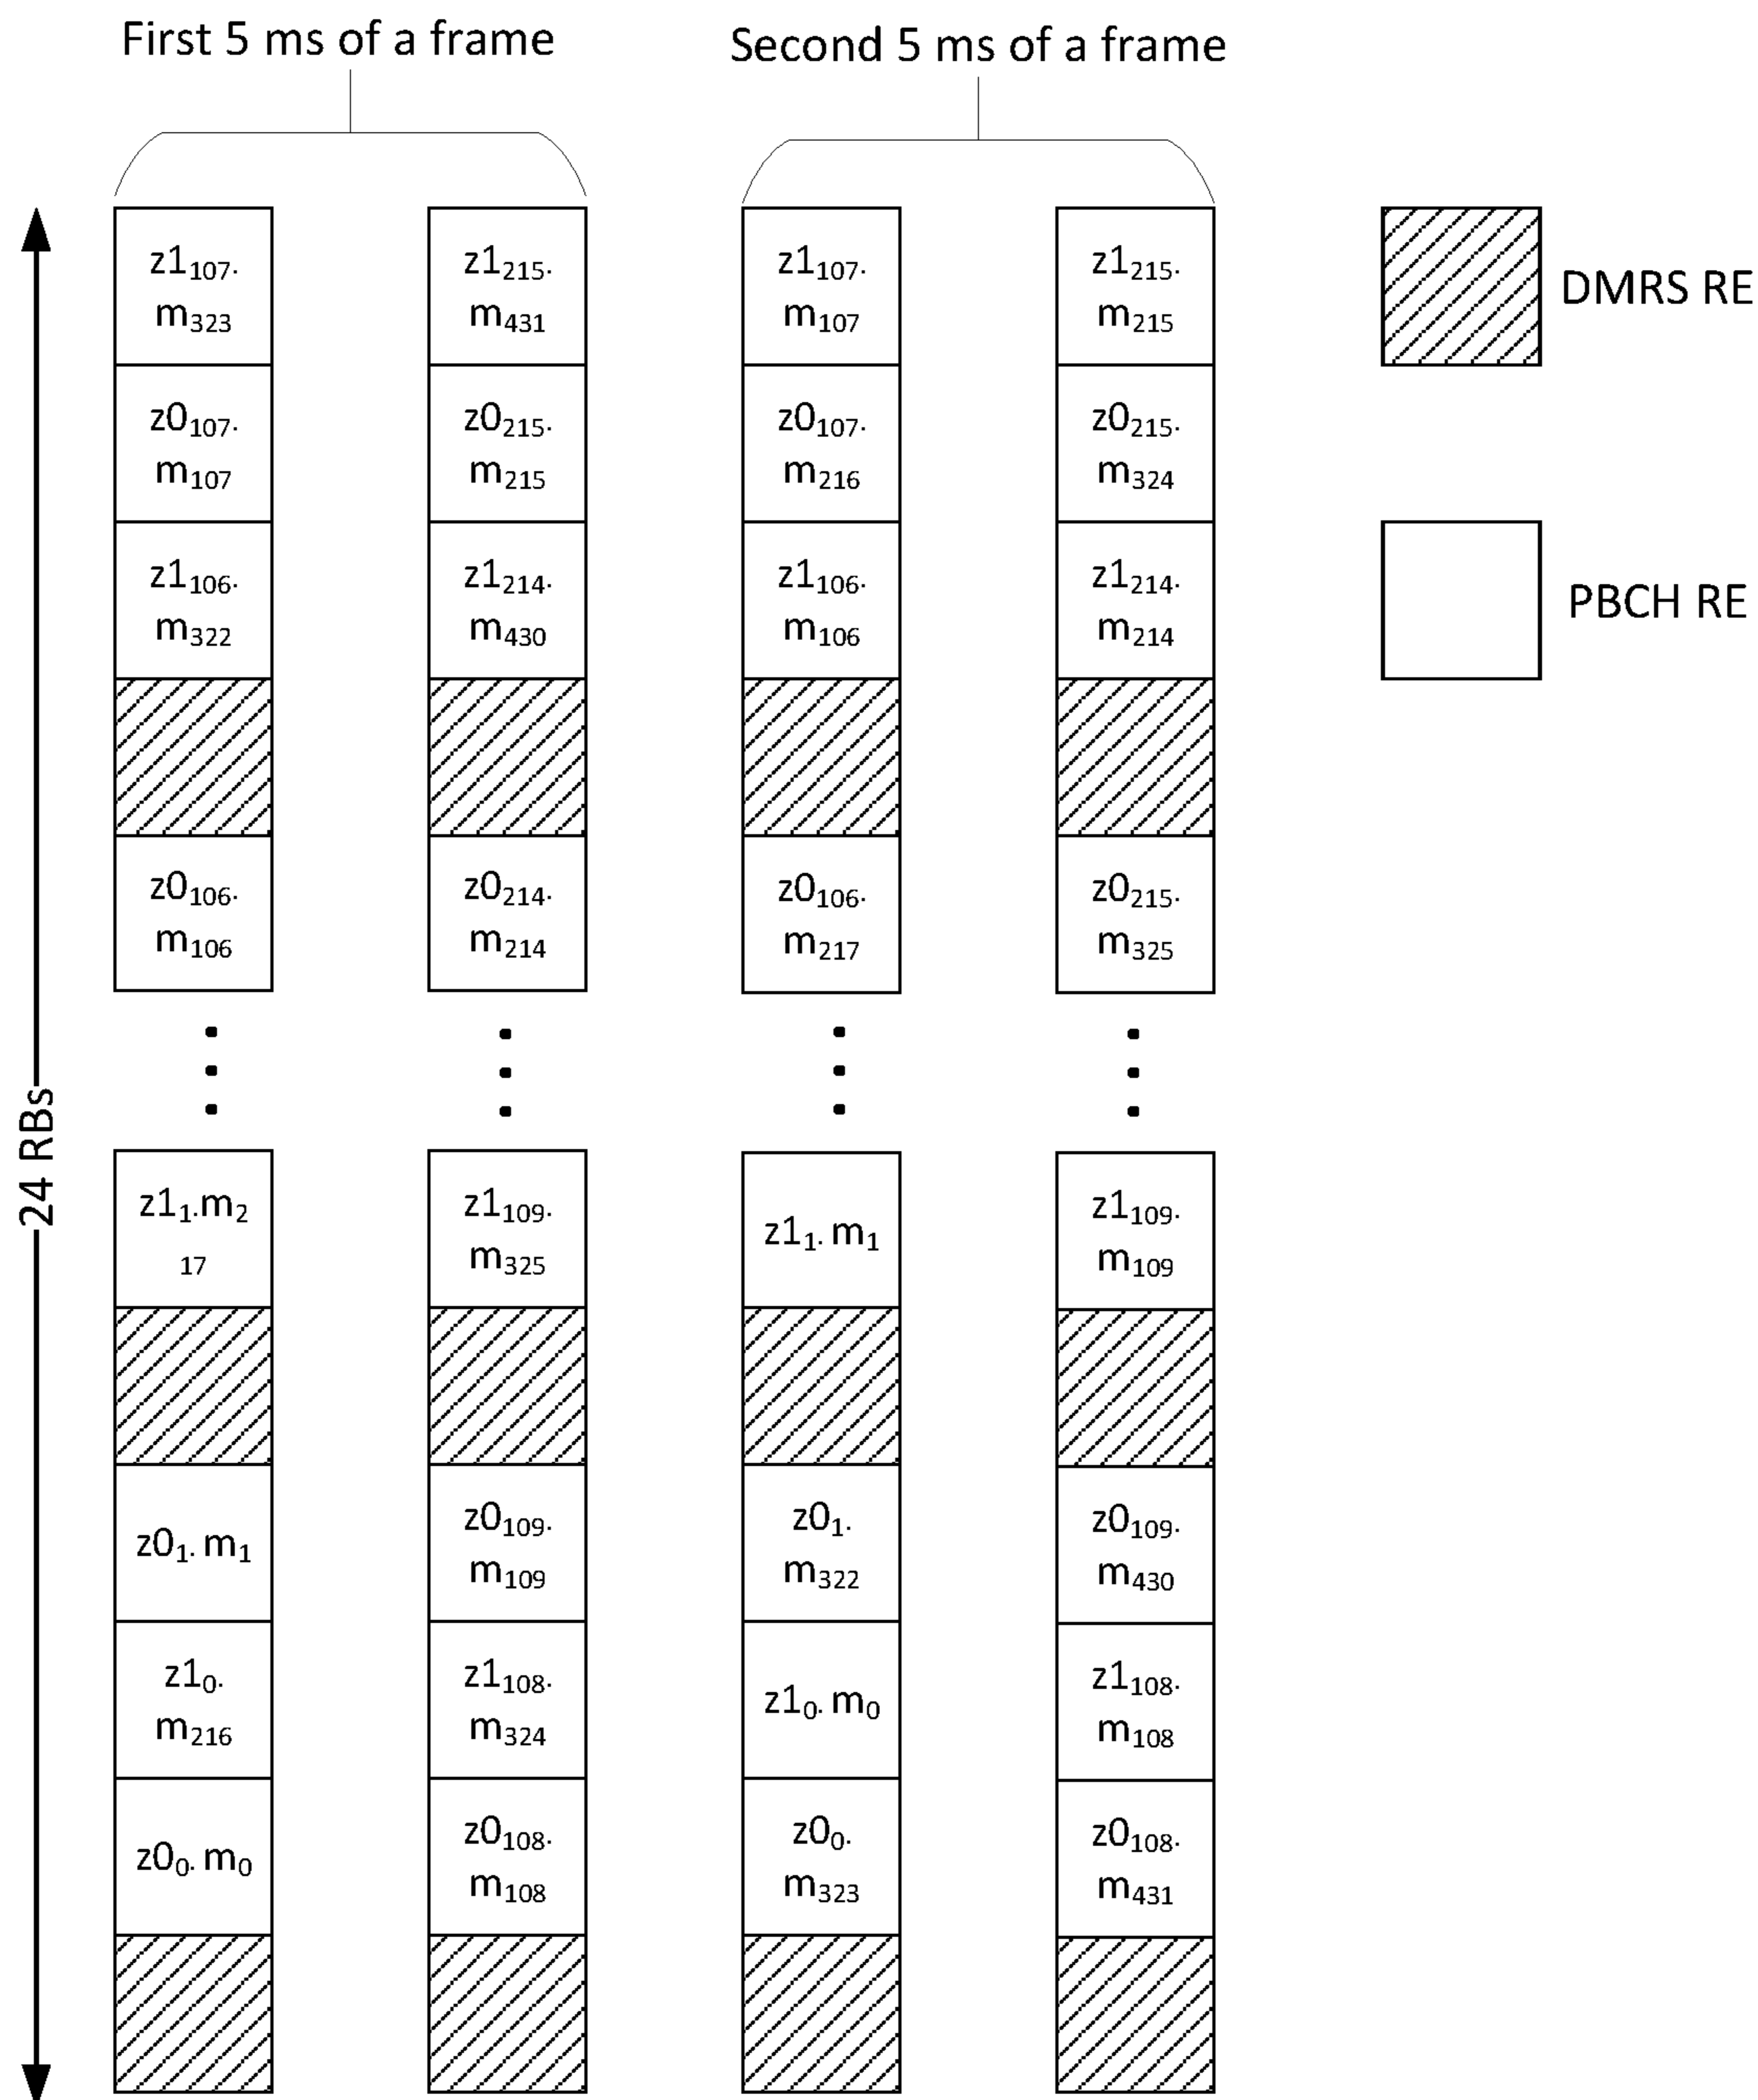 First 5 ms of a frame
Second 5 ms of a frame
z1₁₀₇. z1₂₁₅. z1₁₀₇. z1₂₁₅.
m₃₂₃ m₄₃₁ m₁₀₇ m₂₁₅
DMRS RE
z0₁₀₇. z0₂₁₅. z0₁₀₇. z0₂₁₅.
m₁₀₇ m₂₁₅ m₂₁₆ m₃₂₄
z1₁₀₆. z1₂₁₄. z1₁₀₆. z1₂₁₄.
m₃₂₂ m₄₃₀ m₁₀₆ m₂₁₄
PBCH RE
z0₁₀₆. z0₂₁₄. z0₁₀₆. z0₂₁₅.
m₁₀₆ m₂₁₄ m₂₁₇ m₃₂₅
24 RBs
z1₁.m₂ z1₁₀₉. z1₁. m₁ z1₁₀₉.
₁₇ m₃₂₅ m₁₀₉
z0₁. m₁ z0₁₀₉. z0₁. z0₁₀₉.
m₁₀₉ m₃₂₂ m₄₃₀
z1₀. z1₁₀₈. z1₀. m₀ z1₁₀₈.
m₂₁₆ m₃₂₄ m₁₀₈
z0₀. m₀ z0₁₀₈. z0₀. z0₁₀₈.
m₁₀₈ m₃₂₃ m₄₃₁